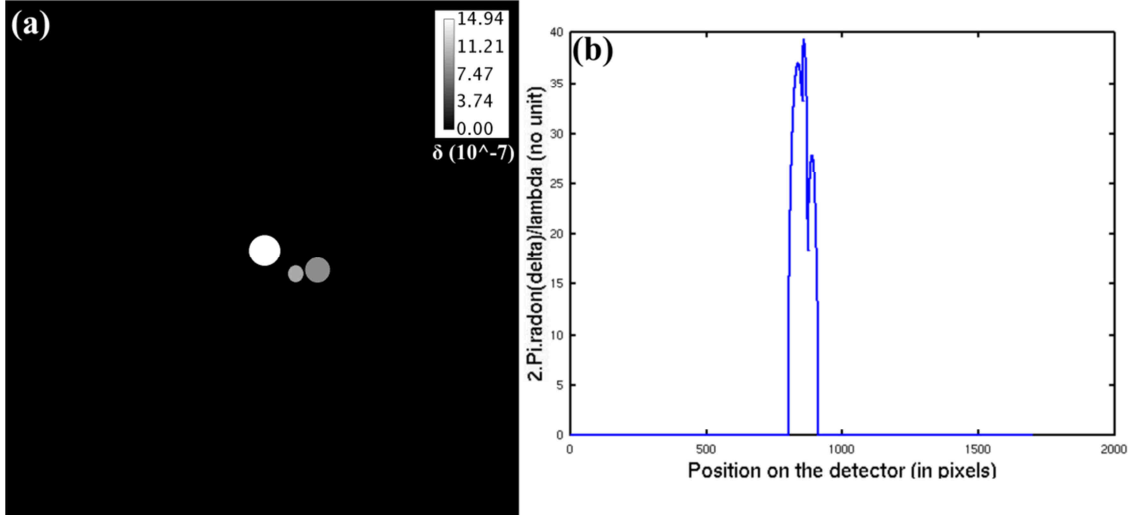 (a)
14.94
11.21
7.47
3.74
0.00
δ (10^-7)
(b)
2.Pi.radon(delta)/lambda (no unit)
40
35
30
25
20
15
10
5
0
0 500 1000 1500 2000
Position on the detector (in pixels)